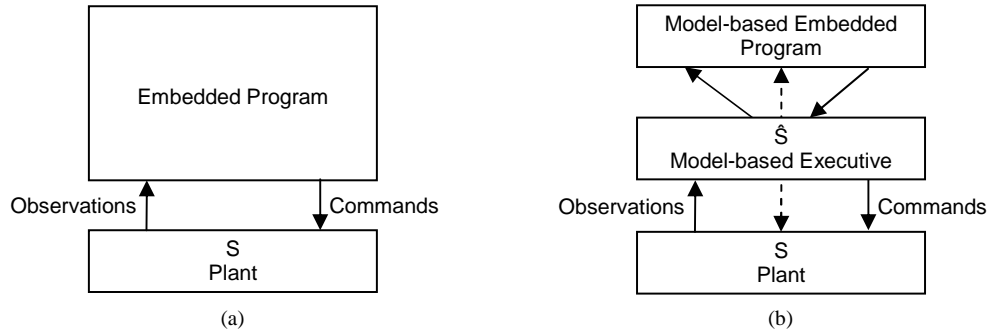 Embedded Program
Observations
Commands
S
Plant
(a)
Model-based Embedded
Program
Ŝ
Model-based Executive
Observations
Commands
S
Plant
(b)